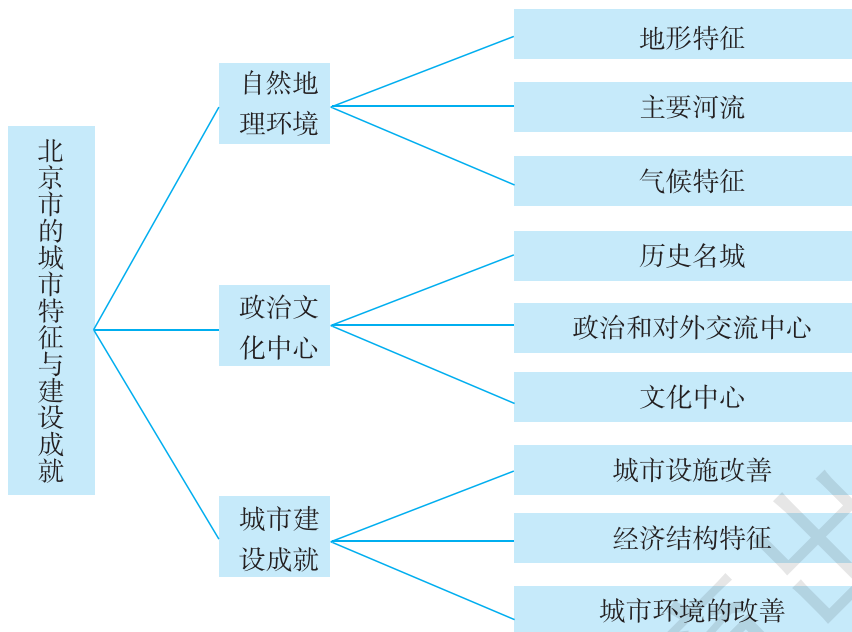 北京市的城市特征与建设成就
自然地
理环境
地形特征
主要河流
气候特征
政治文
化中心
历史名城
政治和对外交流中心
文化中心
城市建
设成就
城市设施改善
经济结构特征
城市环境的改善